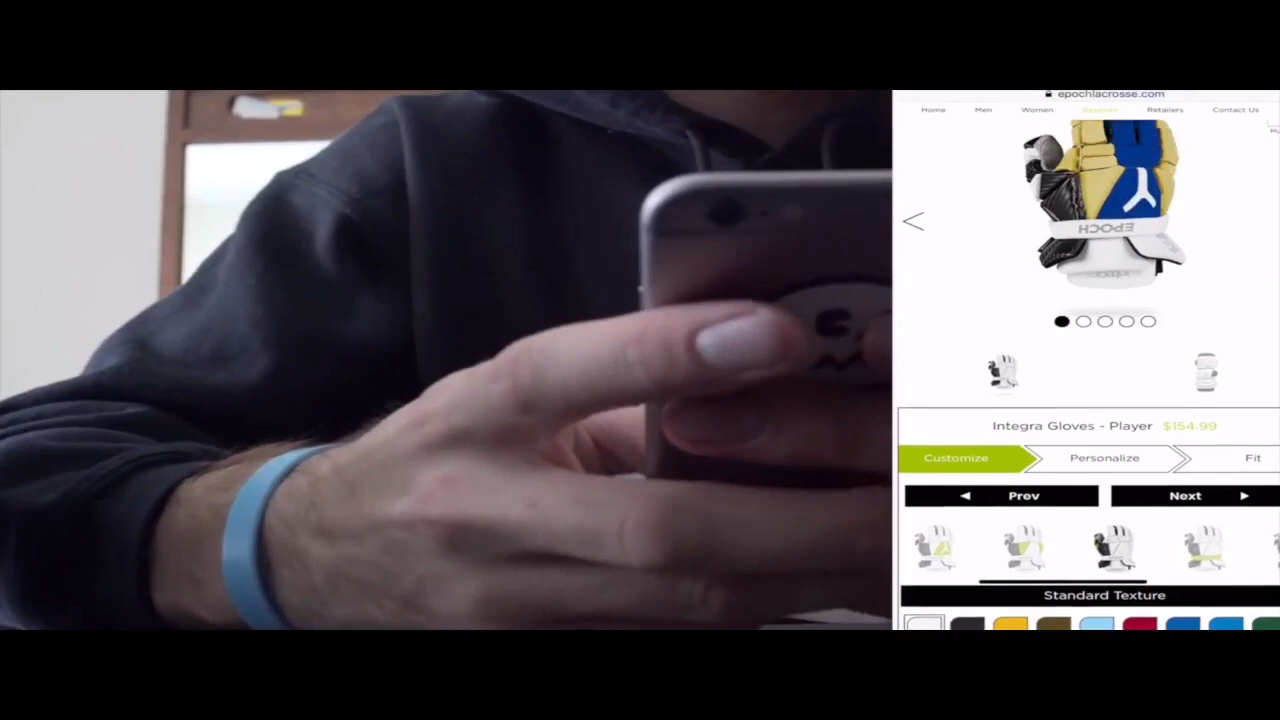 epochlacrosse.com
Home Men Women Bespoke Retailers Contact Us
EPOCH
Integra Gloves - Player $154.99
Customize Personalize Fit
Prev Next
Standard Texture